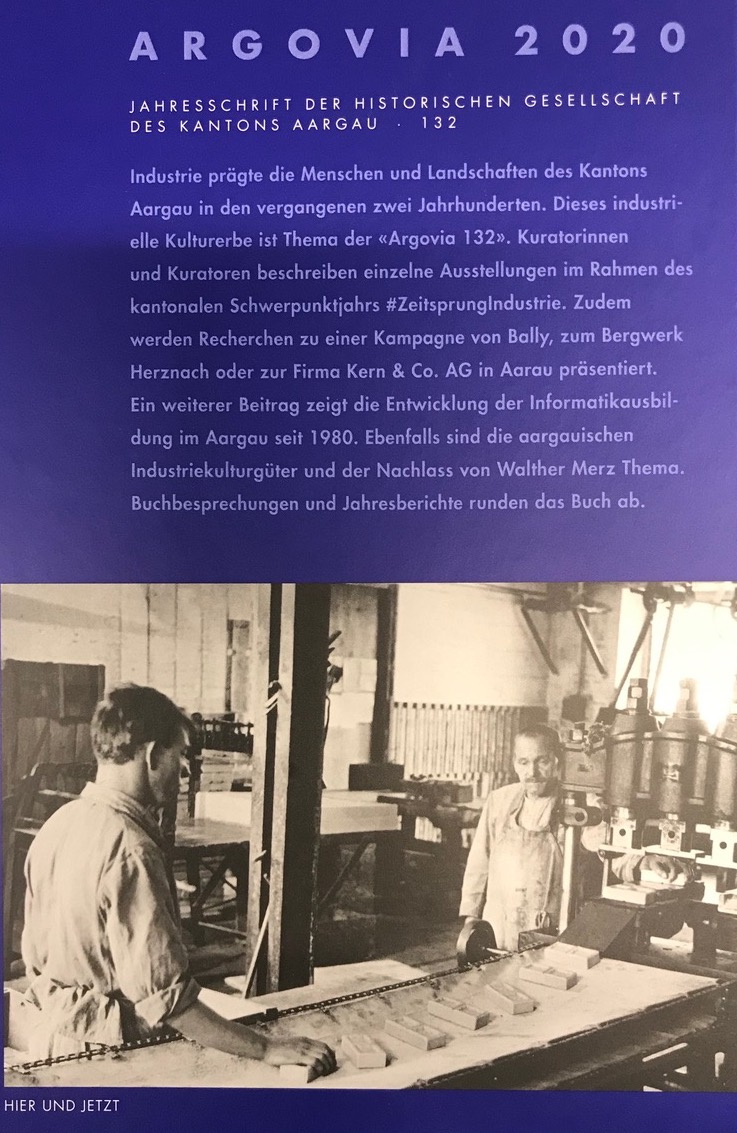 ARGOVIA 2020
JAHRESSCHRIFT DER HISTORISCHEN GESELLSCHAFT
DES KANTONS AARGAU · 132
Industrie prägte die Menschen und Landschaften des Kantons
Aargau in den vergangenen zwei Jahrhunderten. Dieses industri-
elle Kulturerbe ist Thema der «Argovia 132». Kuratorinnen
und Kuratoren beschreiben einzelne Ausstellungen im Rahmen des
kantonalen Schwerpunktjahrs #ZeitsprungIndustrie. Zudem
werden Recherchen zu einer Kampagne von Bally, zum Bergwerk
Herznach oder zur Firma Kern & Co. AG in Aarau präsentiert.
Ein weiterer Beitrag zeigt die Entwicklung der Informatikausbil-
dung im Aargau seit 1980. Ebenfalls sind die aargauischen
Industriekulturgüter und der Nachlass von Walther Merz Thema.
Buchbesprechungen und Jahresberichte runden das Buch ab.
HIER UND JETZT